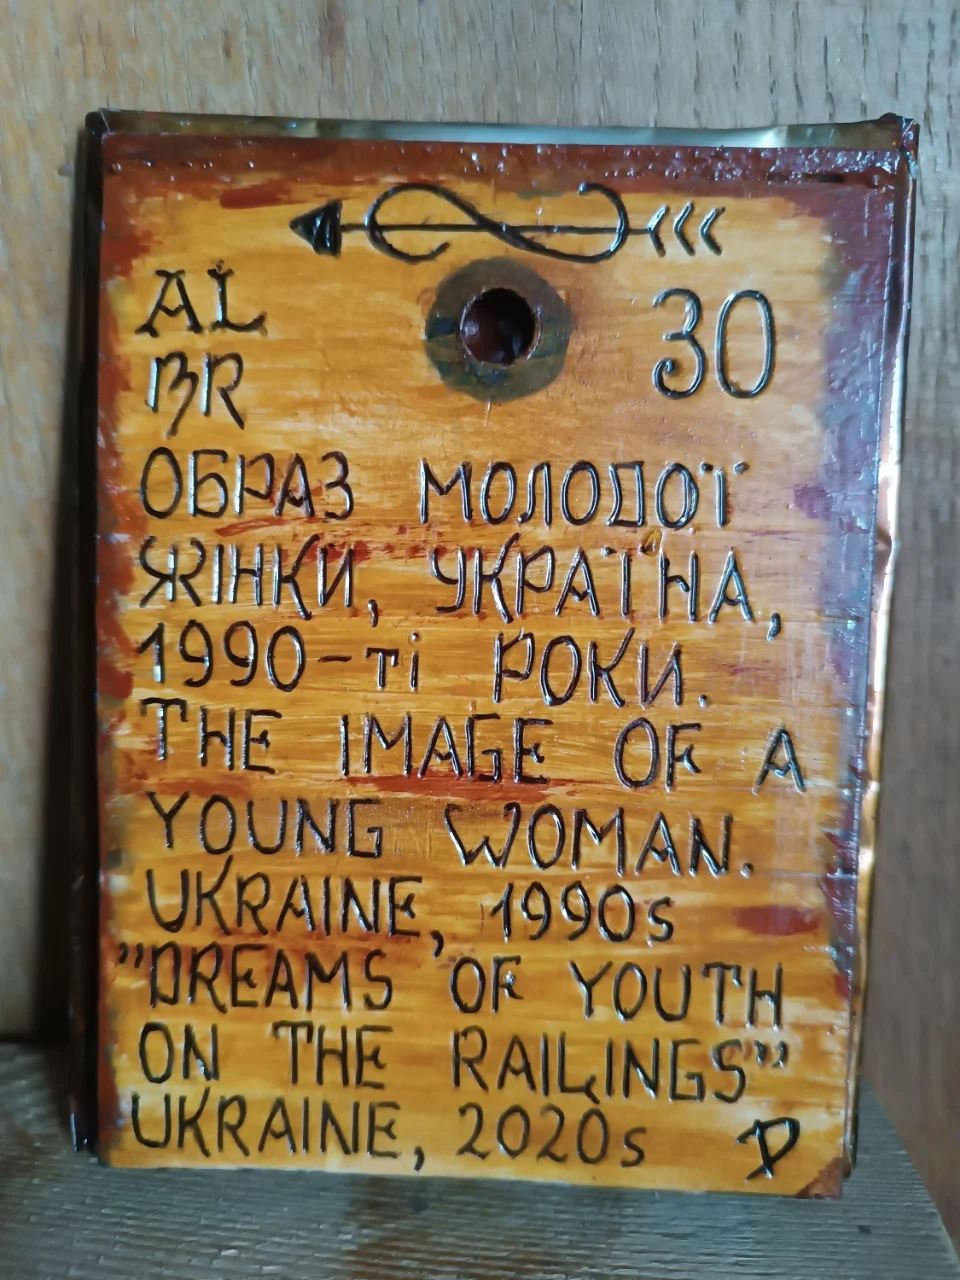 AL 30
BR
ОБРАЗ МОЛОДОЇ
ЖІНКИ, УКРАЇНА,
1990-ті РОКИ.
THE IMAGE OF A
YOUNG WOMAN.
UKRAINE, 1990s
"DREAMS OF YOUTH
ON THE RAILINGS"
UKRAINE, 2020s